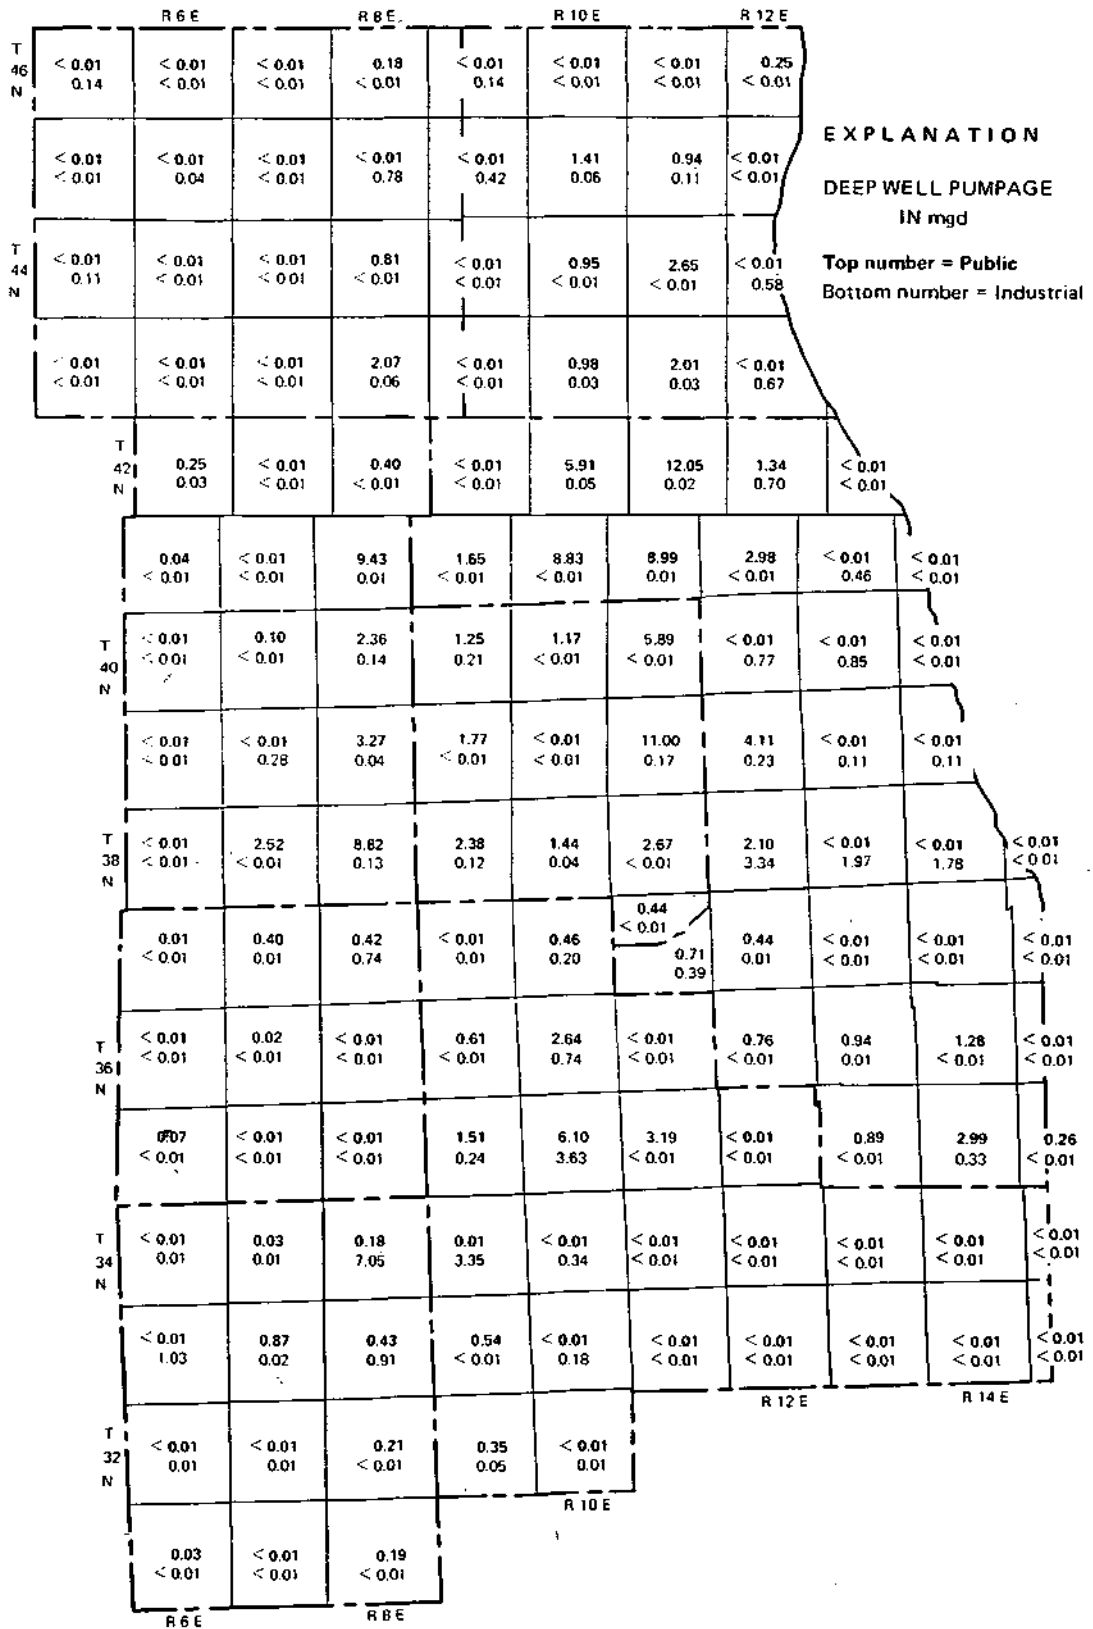 R 6 E R 8 E R 10 E R 12 E
T 46 N
< 0.01 < 0.01 < 0.01 0.18 < 0.01 < 0.01 < 0.01 0.25
0.14 < 0.01 < 0.01 < 0.01 0.14 < 0.01 < 0.01 < 0.01
EXPLANATION
DEEP WELL PUMPAGE
IN mgd
Top number = Public
Bottom number = Industrial
< 0.01 < 0.01 < 0.01 < 0.01 < 0.01 1.41 0.94 < 0.01
< 0.01 0.04 < 0.01 0.78 0.42 0.06 0.11 < 0.01
T 44 N
< 0.01 < 0.01 < 0.01 0.81 < 0.01 0.95 2.65 < 0.01
0.11 < 0.01 < 0.01 < 0.01 < 0.01 < 0.01 < 0.01 0.58
< 0.01 < 0.01 < 0.01 2.07 < 0.01 0.98 2.01 < 0.01
< 0.01 < 0.01 < 0.01 0.06 < 0.01 0.03 0.03 0.67
T 42 N
0.25 < 0.01 0.40 < 0.01 5.91 12.05 1.34 < 0.01
0.03 < 0.01 < 0.01 < 0.01 0.05 0.02 0.70 < 0.01
0.04 < 0.01 9.43 1.65 8.83 8.99 2.98 < 0.01 < 0.01
< 0.01 < 0.01 0.01 < 0.01 < 0.01 0.01 < 0.01 0.46 < 0.01
T 40 N
< 0.01 0.10 2.36 1.25 1.17 5.89 < 0.01 < 0.01 < 0.01
< 0.01 < 0.01 0.14 0.21 < 0.01 < 0.01 0.77 0.85 < 0.01
< 0.01 < 0.01 3.27 1.77 < 0.01 11.00 4.11 < 0.01 < 0.01
< 0.01 0.28 0.04 < 0.01 < 0.01 0.17 0.23 0.11 0.11
T 38 N
< 0.01 2.52 8.82 2.38 1.44 2.67 2.10 < 0.01 < 0.01 < 0.01
< 0.01 < 0.01 0.13 0.12 0.04 < 0.01 3.34 1.97 1.78 < 0.01
0.44
< 0.01
0.01 0.40 0.42 < 0.01 0.46 0.71 0.44 < 0.01 < 0.01 < 0.01
< 0.01 0.01 0.74 0.01 0.20 0.39 0.01 < 0.01 < 0.01 < 0.01
T 36 N
< 0.01 0.02 < 0.01 0.61 2.64 < 0.01 0.76 0.94 1.28 < 0.01
< 0.01 < 0.01 < 0.01 < 0.01 0.74 < 0.01 < 0.01 0.01 < 0.01 < 0.01
0.07 < 0.01 < 0.01 1.51 6.10 3.19 < 0.01 0.89 2.99 0.26
< 0.01 < 0.01 < 0.01 0.24 3.63 < 0.01 < 0.01 < 0.01 0.33 < 0.01
T 34 N
< 0.01 0.03 0.18 0.01 < 0.01 < 0.01 < 0.01 < 0.01 < 0.01 < 0.01
0.01 0.01 7.05 3.35 0.34 < 0.01 < 0.01 < 0.01 < 0.01 < 0.01
< 0.01 0.87 0.43 0.54 < 0.01 < 0.01 < 0.01 < 0.01 < 0.01 < 0.01
1.03 0.02 0.91 < 0.01 0.18 < 0.01 < 0.01 < 0.01 < 0.01 < 0.01
R 12 E R 14 E
T 32 N
< 0.01 < 0.01 0.21 0.35 < 0.01
0.01 0.01 < 0.01 0.05 0.01
R 10 E
0.03 < 0.01 0.19
< 0.01 < 0.01 < 0.01
R 6 E R 8 E